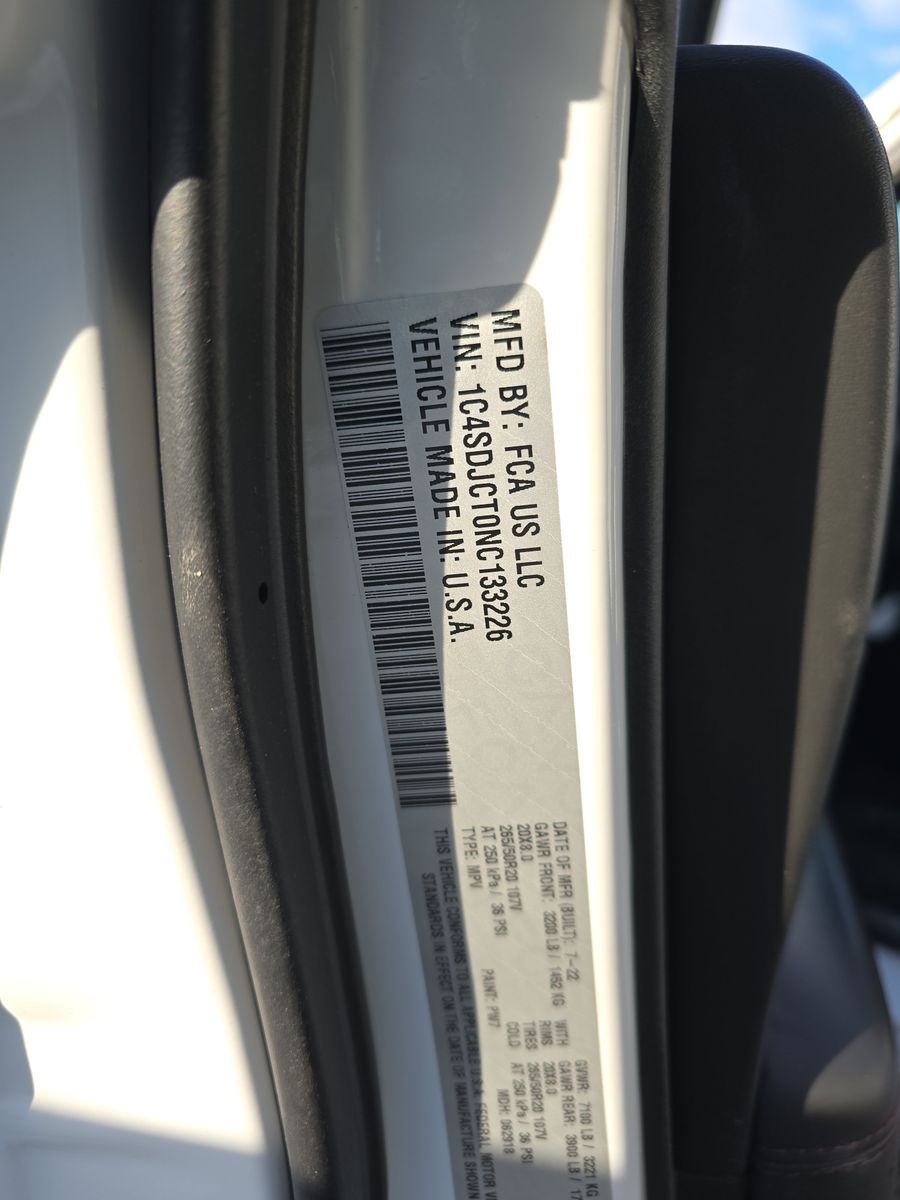 MFD BY: FCA US LLC
VIN: 1C4SDJCT0NC133226
VEHICLE MADE IN: U.S.A.
DATE OF MFR (BUILT): 7-22 GVWR: 7100 LB / 3221 KG
GAWR FRONT: 3200 LB / 1452 KG WITH GAWR REAR: 3900 LB /
20X8.0 RIMS 20X8.0
265/50R20 107V TIRES 265/50R20 107V
AT 250 kPa / 36 PSI COLD AT 250 kPa / 36 PSI
TYPE: MPV PAINT: PW7 MDH: 062918
THIS VEHICLE CONFORMS TO ALL APPLICABLE U.S.A. FEDERAL MOTOR
STANDARDS IN EFFECT ON THE DATE OF MANUFACTURE SHOWN